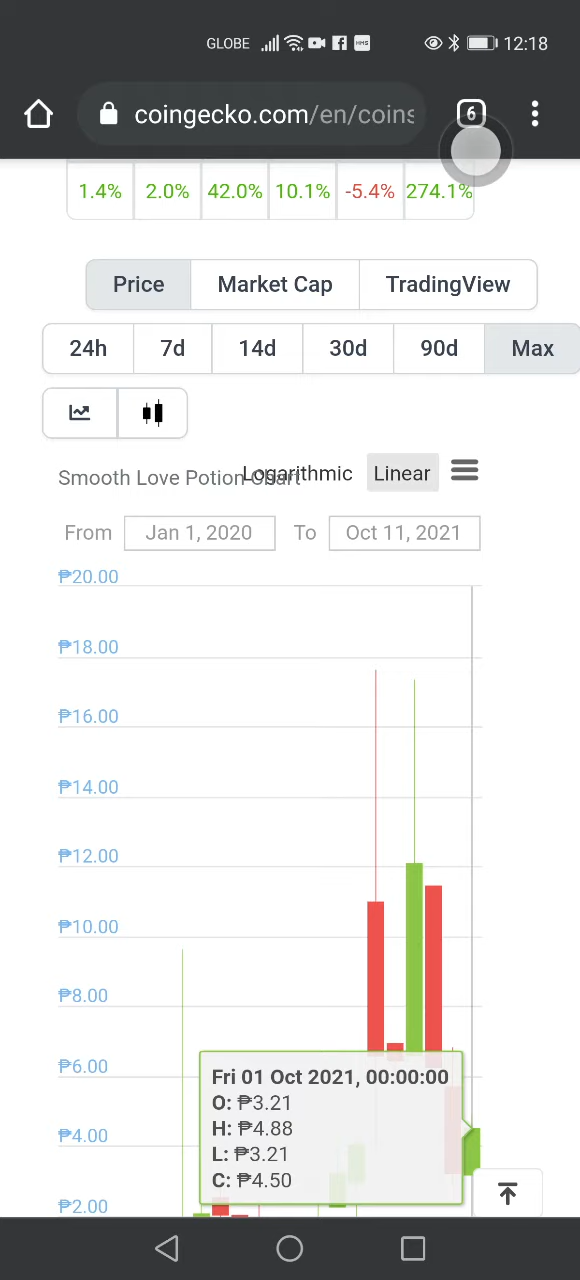 GLOBE HMS 12:18
coingecko.com/en/coins 6
1.4% 2.0% 42.0% 10.1% -5.4% 274.1%
Price Market Cap TradingView
24h 7d 14d 30d 90d Max
Smooth Love Potion Chart Logarithmic Linear
From Jan 1, 2020 To Oct 11, 2021
₱20.00
₱18.00
₱16.00
₱14.00
₱12.00
₱10.00
₱8.00
₱6.00
₱4.00
₱2.00
Fri 01 Oct 2021, 00:00:00
O: ₱3.21
H: ₱4.88
L: ₱3.21
C: ₱4.50